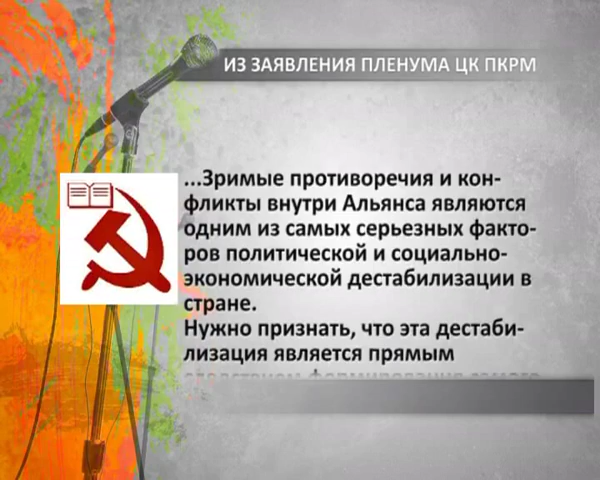 ИЗ ЗАЯВЛЕНИЯ ПЛЕНУМА ЦК ПКРМ
...Зримые противоречия и кон-
фликты внутри Альянса являются
одним из самых серьезных факто-
ров политической и социально-
экономической дестабилизации в
стране.
Нужно признать, что эта дестаби-
лизация является прямым